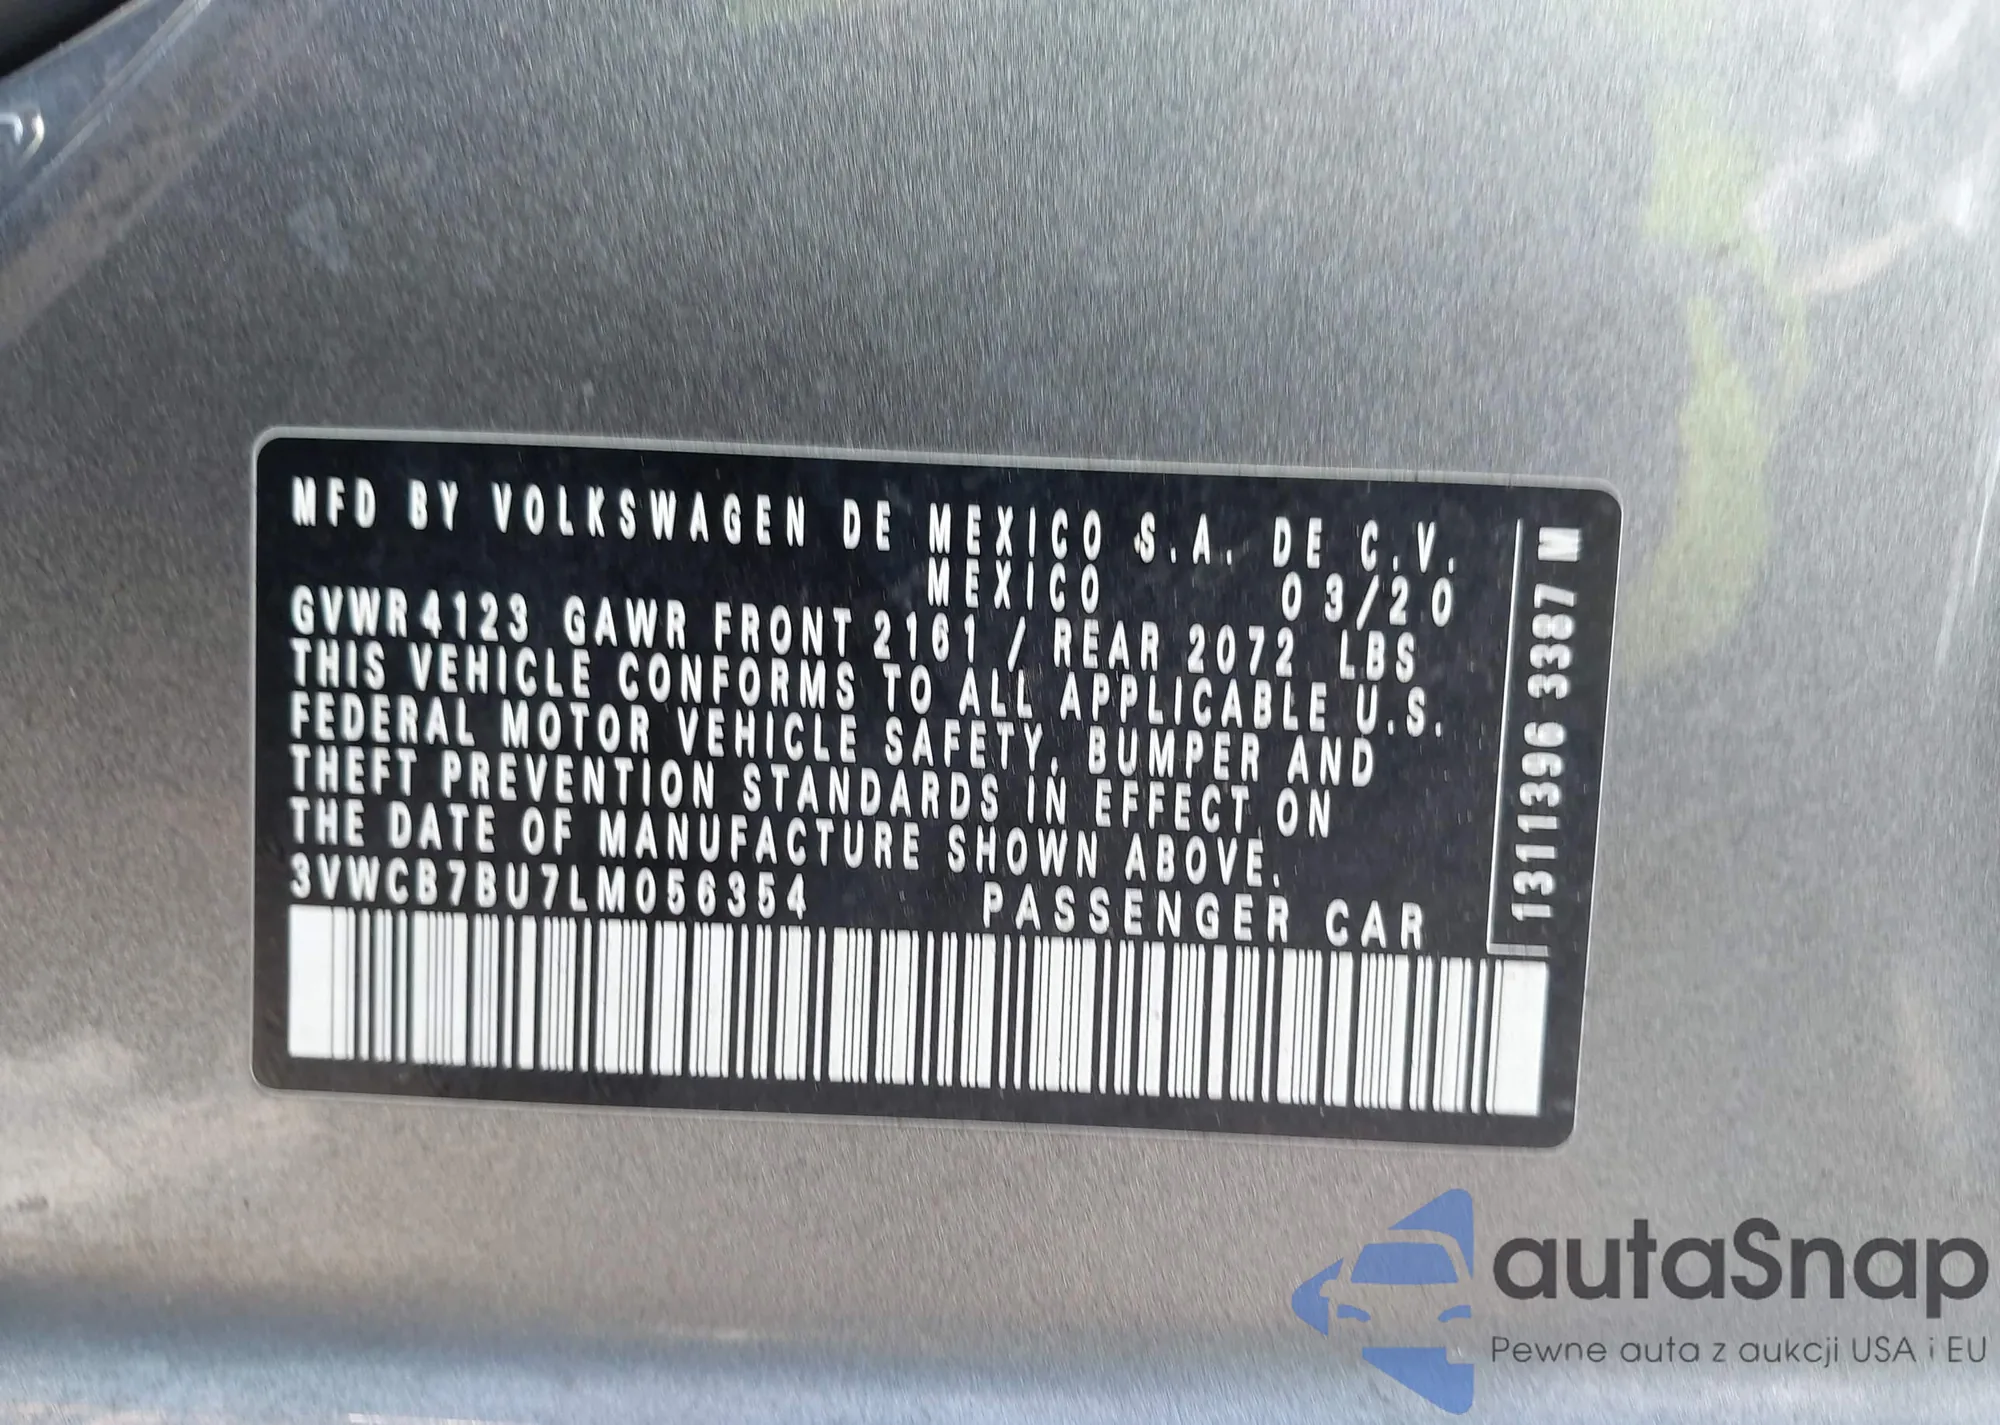 MFD BY VOLKSWAGEN DE MEXICO S.A. DE C.V.
MEXICO 03/20
GVWR 4123 GAWR FRONT 2161 / REAR 2072 LBS
THIS VEHICLE CONFORMS TO ALL APPLICABLE U.S.
FEDERAL MOTOR VEHICLE SAFETY, BUMPER AND
THEFT PREVENTION STANDARDS IN EFFECT ON
THE DATE OF MANUFACTURE SHOWN ABOVE.
3VWCB7BU7LM056354 PASSENGER CAR
1311396 3387 M
autaSnap
Pewne auta z aukcji USA i EU